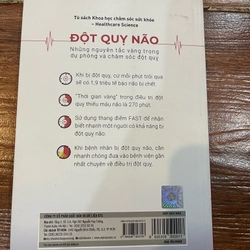 Tủ sách Khoa học chăm sóc sức khỏe
– Healthcare Science
ĐỘT QUỴ NÃO
Những nguyên tắc vàng trong
dự phòng và chăm sóc đột quỵ
Khi bị đột quỵ, cứ mỗi phút trôi qua sẽ
có 1.9 triệu tế bào não bị chết
"Thời gian vàng" trong điều trị đột
quỵ thiếu máu não là 270 phút.
Sử dụng thang điểm FAST để nhận
biết nhanh một người có khả năng bị
đột quỵ não.
Khi bệnh nhân bị đột quỵ não, cần
nhanh chóng đưa vào bệnh viện gần
nhất chuyên về điều trị đột quỵ.